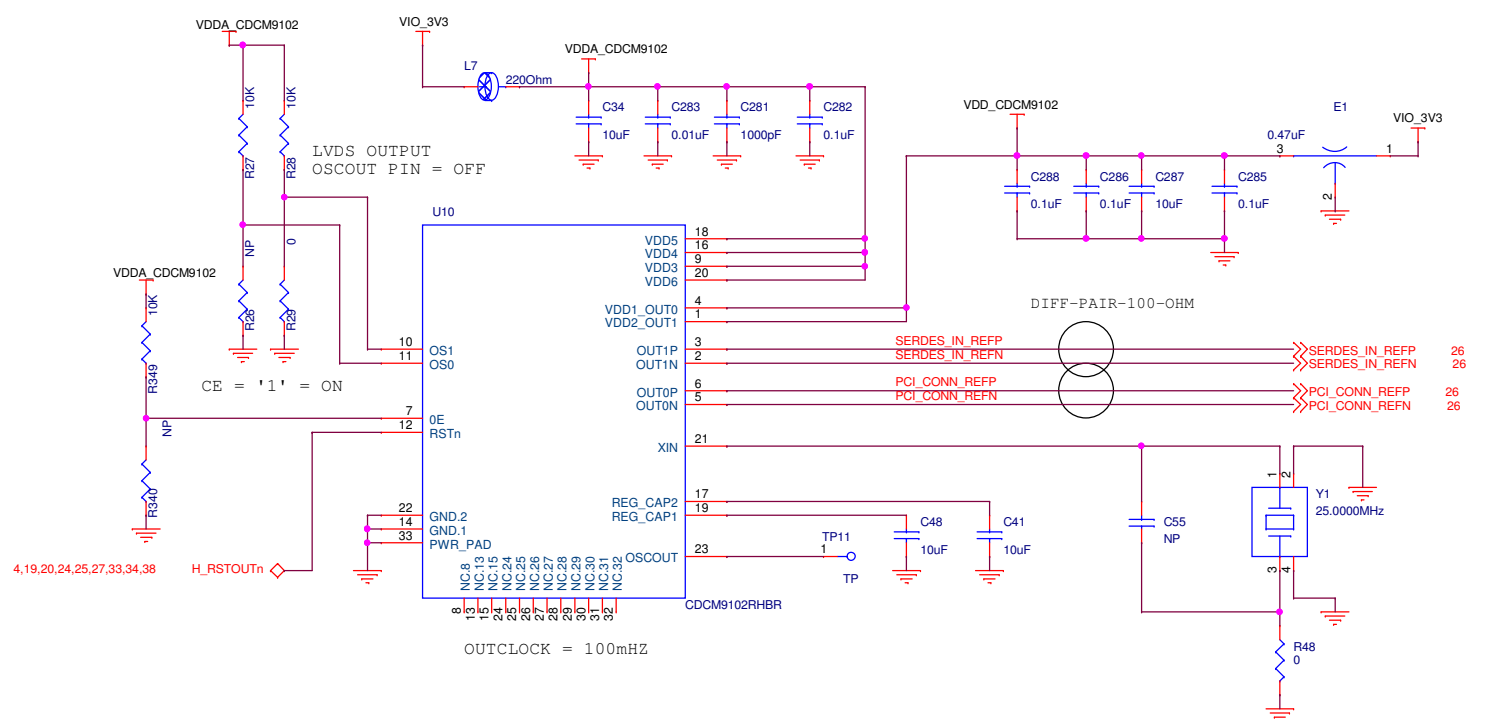 VDDA_CDCM9102
VIO_3V3
L7
220Ohm
VDDA_CDCM9102
C34
10uF
C283
0.01uF
C281
1000pF
C282
0.1uF
VDD_CDCM9102
E1
0.47uF
VIO_3V3
3
1
2
C288
0.1uF
C286
0.1uF
C287
10uF
C285
0.1uF
10K
R27
10K
R28
LVDS OUTPUT
OSCOUT PIN = OFF
NP
R26
0
R29
VDDA_CDCM9102
10K
R349
NP
R340
CE = '1' = ON
U10
10 OS1
11 OS0
7 0E
12 RSTn
22 GND.2
14 GND.1
33 PWR_PAD
VDD5 18
VDD4 16
VDD3 9
VDD6 20
VDD1_OUT0 4
VDD2_OUT1 1
OUT1P 3
OUT1N 2
OUT0P 6
OUT0N 5
XIN 21
REG_CAP2 17
REG_CAP1 19
OSCOUT 23
NC.8
NC.13
NC.15
NC.24
NC.25
NC.26
NC.27
NC.28
NC.29
NC.30
NC.31
NC.32
8
13
15
24
25
26
27
28
29
30
31
32
CDCM9102RHBR
DIFF-PAIR-100-OHM
SERDES_IN_REFP
SERDES_IN_REFN
PCI_CONN_REFP
PCI_CONN_REFN
SERDES_IN_REFP 26
SERDES_IN_REFN 26
PCI_CONN_REFP 26
PCI_CONN_REFN 26
C48
10uF
C41
10uF
TP11
1
TP
C55
NP
1
2
Y1
25.0000MHz
3
4
R48
0
4,19,20,24,25,27,33,34,38 H_RSTOUTn
OUTCLOCK = 100mHZ